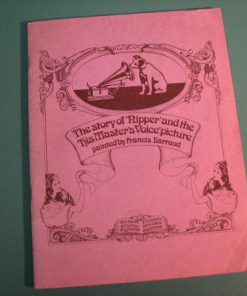 The story of 'Nipper' and the
'His Master's Voice' picture
painted by Francis Barraud